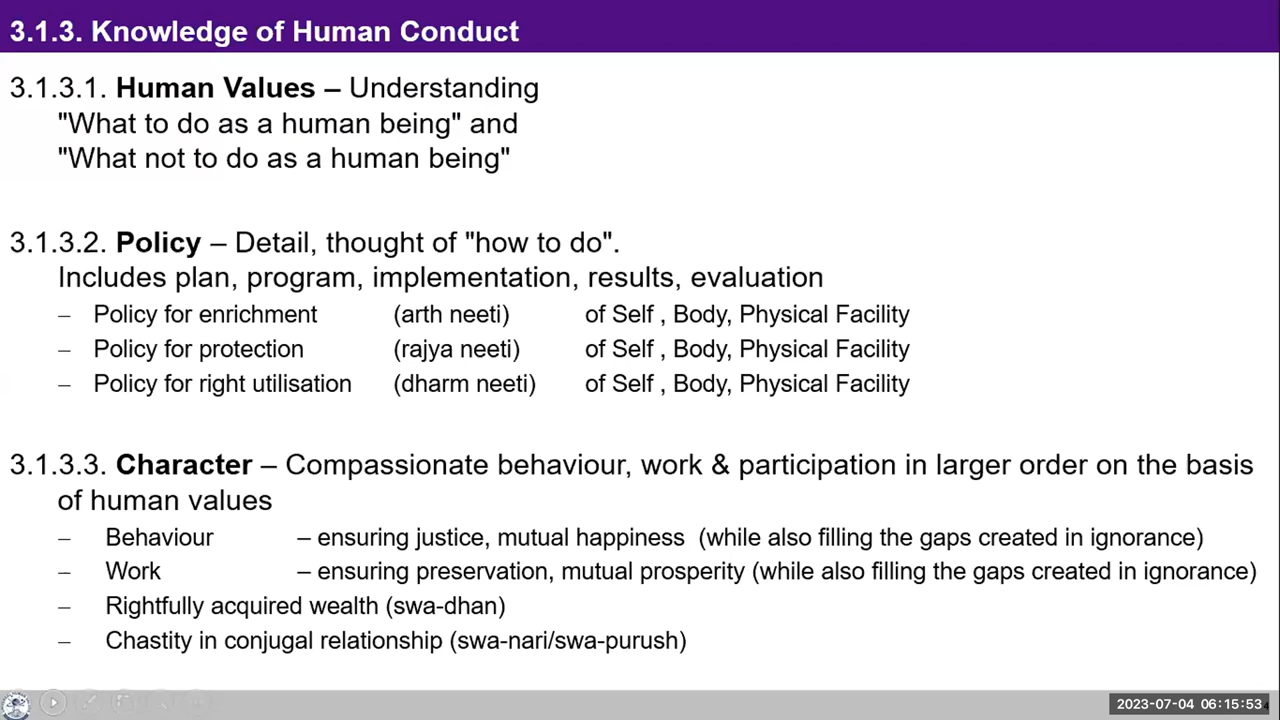 3.1.3. Knowledge of Human Conduct
3.1.3.1. Human Values – Understanding
"What to do as a human being" and
"What not to do as a human being"
3.1.3.2. Policy – Detail, thought of "how to do".
Includes plan, program, implementation, results, evaluation
– Policy for enrichment (arth neeti) of Self , Body, Physical Facility
– Policy for protection (rajya neeti) of Self , Body, Physical Facility
– Policy for right utilisation (dharm neeti) of Self , Body, Physical Facility
3.1.3.3. Character – Compassionate behaviour, work & participation in larger order on the basis
of human values
– Behaviour – ensuring justice, mutual happiness (while also filling the gaps created in ignorance)
– Work – ensuring preservation, mutual prosperity (while also filling the gaps created in ignorance)
– Rightfully acquired wealth (swa-dhan)
– Chastity in conjugal relationship (swa-nari/swa-purush)
2023-07-04 06:15:53